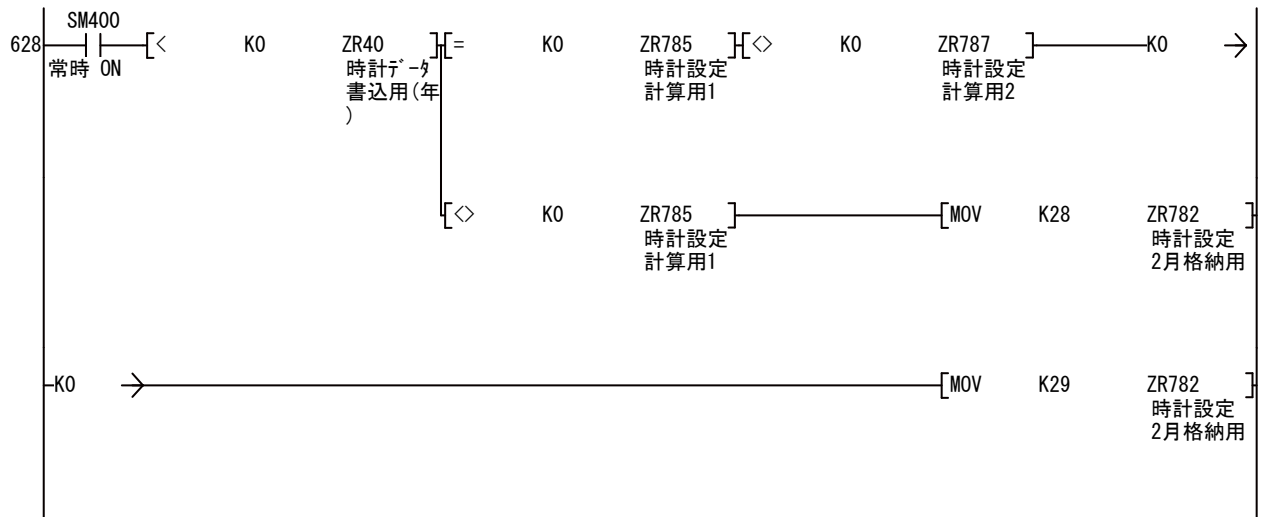 SM400
628 < K0 ZR40 = K0 ZR785 <> K0 ZR787 K0
常時 ON 時計ﾃﾞｰﾀ 時計設定 時計設定
書込用(年 計算用1 計算用2
)
<> K0 ZR785 MOV K28 ZR782
時計設定 時計設定
計算用1 2月格納用
K0 MOV K29 ZR782
時計設定
2月格納用